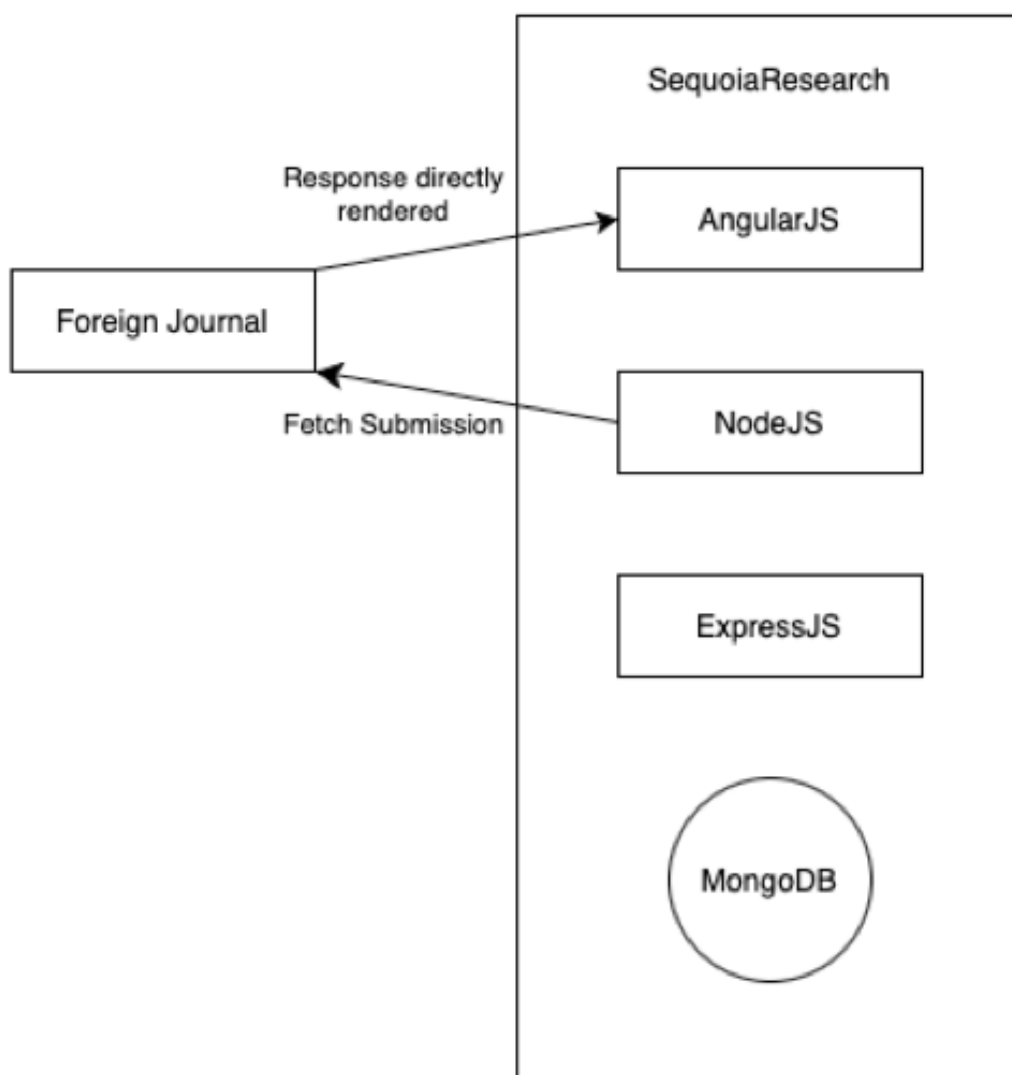 SequoiaResearch
Response directly
rendered
AngularJS
Foreign Journal
Fetch Submission
NodeJS
ExpressJS
MongoDB